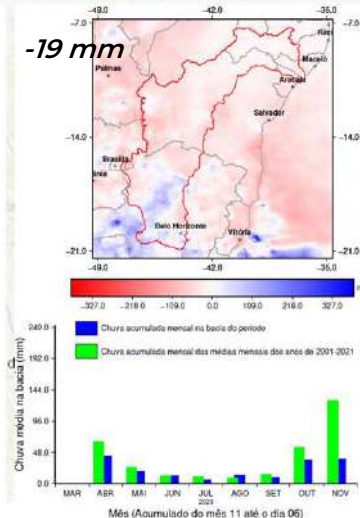 -49.0 -42.0 -35.0
-7.0 -7.0
-19 mm
Palmas
Maceió
Aracaju
Salvador
-14.0 -14.0
Brasília
Belo Horizonte
Vitória
-21.0 -21.0
-49.0 -42.0 -35.0
-327.0 -218.0 -109.0 0.0 109.0 218.0 327.0
240.0
Chuva acumulada mensal na bacia do período
192.0
Chuva acumulada mensal das médias mensais dos anos de 2001-2021
144.0
96.0
48.0
0.0
Chuva média na bacia (mm)
MAR ABR MAI JUN JUL AGO SET OUT NOV
2023
Mês (Acumulado do mês 11 até o dia 06)